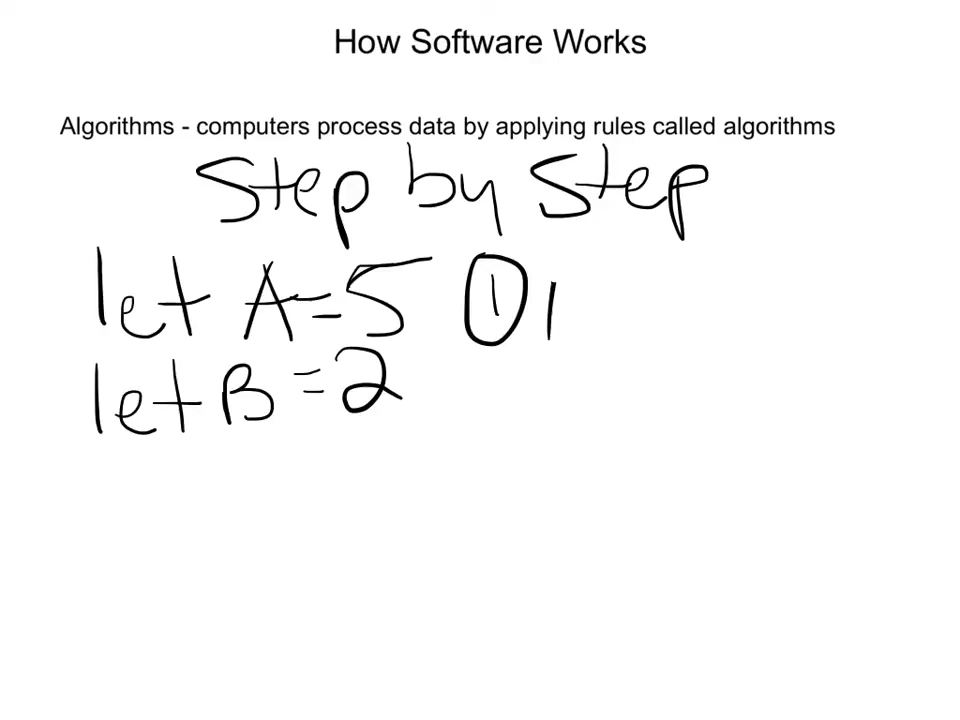 How Software Works
Algorithms - computers process data by applying rules called algorithms
Step by Step
let A=5 ① I
let B=2